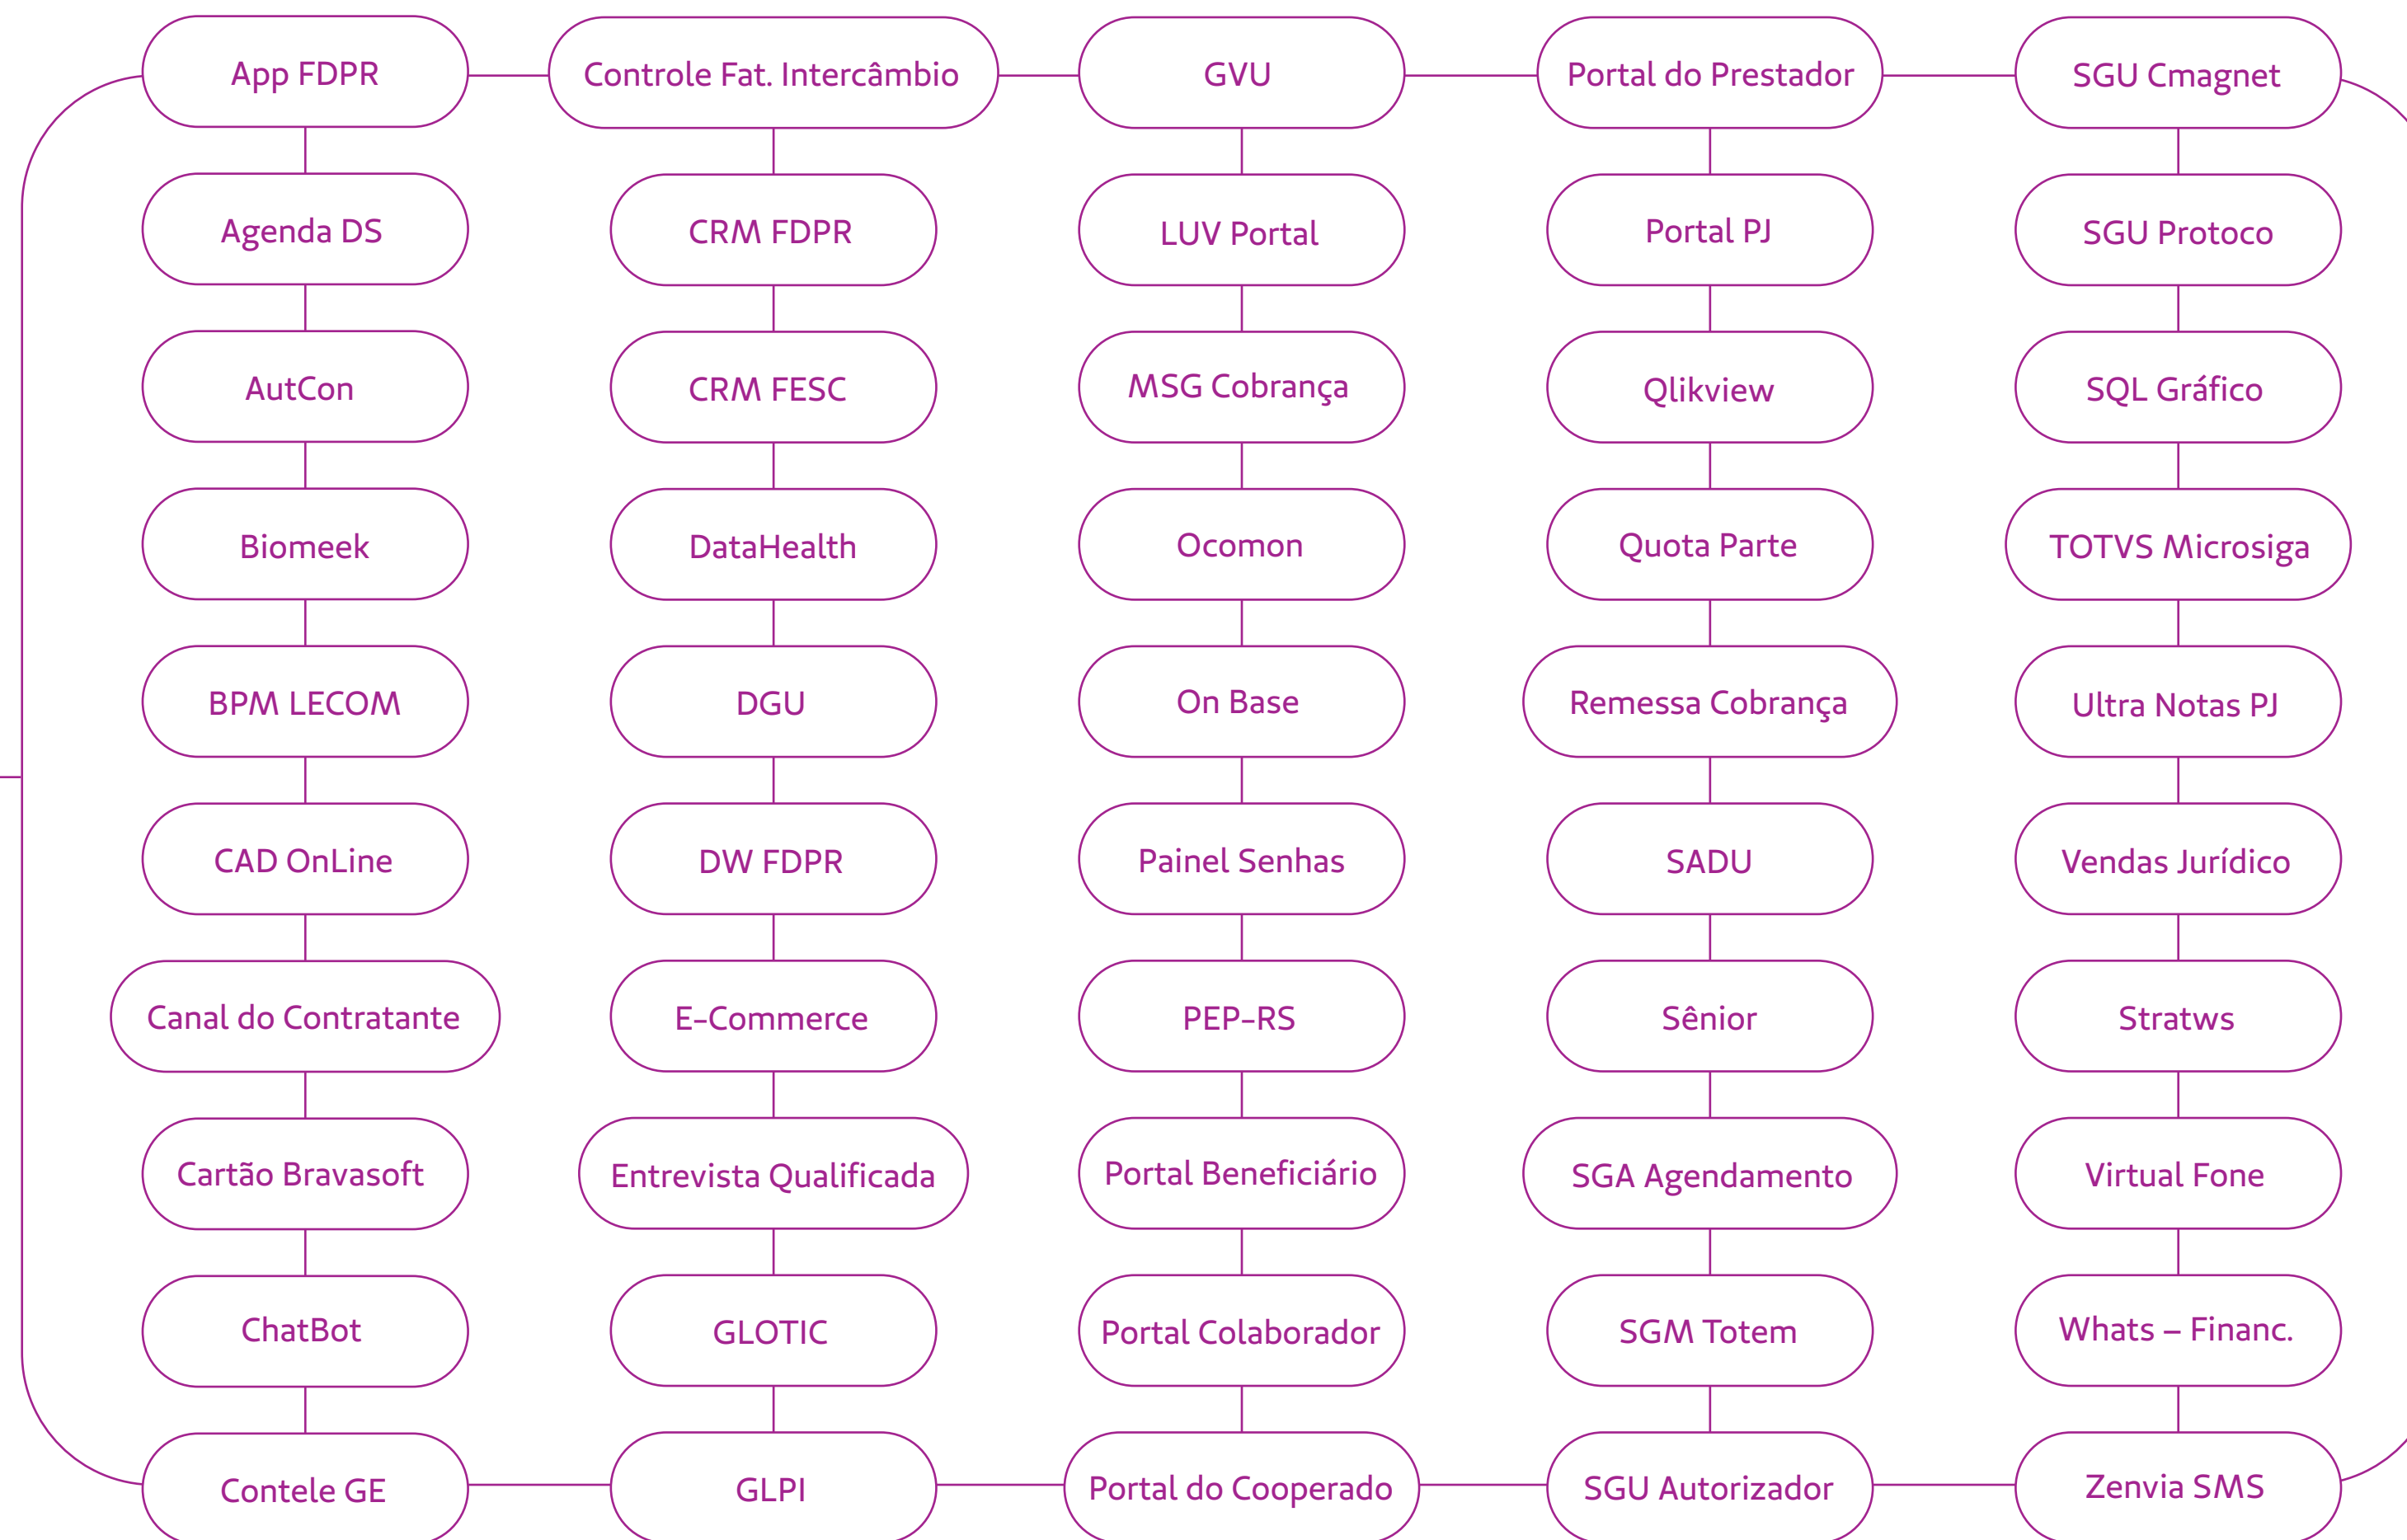 App FDPR
Agenda DS
AutCon
Biomeek
BPM LECOM
CAD OnLine
Canal do Contratante
Cartão Bravasoft
ChatBot
Contele GE
Controle Fat. Intercâmbio
CRM FDPR
CRM FESC
DataHealth
DGU
DW FDPR
E-Commerce
Entrevista Qualificada
GLOTIC
GLPI
GVU
LUV Portal
MSG Cobrança
Ocomon
On Base
Painel Senhas
PEP-RS
Portal Beneficiário
Portal Colaborador
Portal do Cooperado
Portal do Prestador
Portal PJ
Qlikview
Quota Parte
Remessa Cobrança
SADU
Sênior
SGA Agendamento
SGM Totem
SGU Autorizador
SGU Cmagnet
SGU Protoco
SQL Gráfico
TOTVS Microsiga
Ultra Notas PJ
Vendas Jurídico
Stratws
Virtual Fone
Whats – Financ.
Zenvia SMS